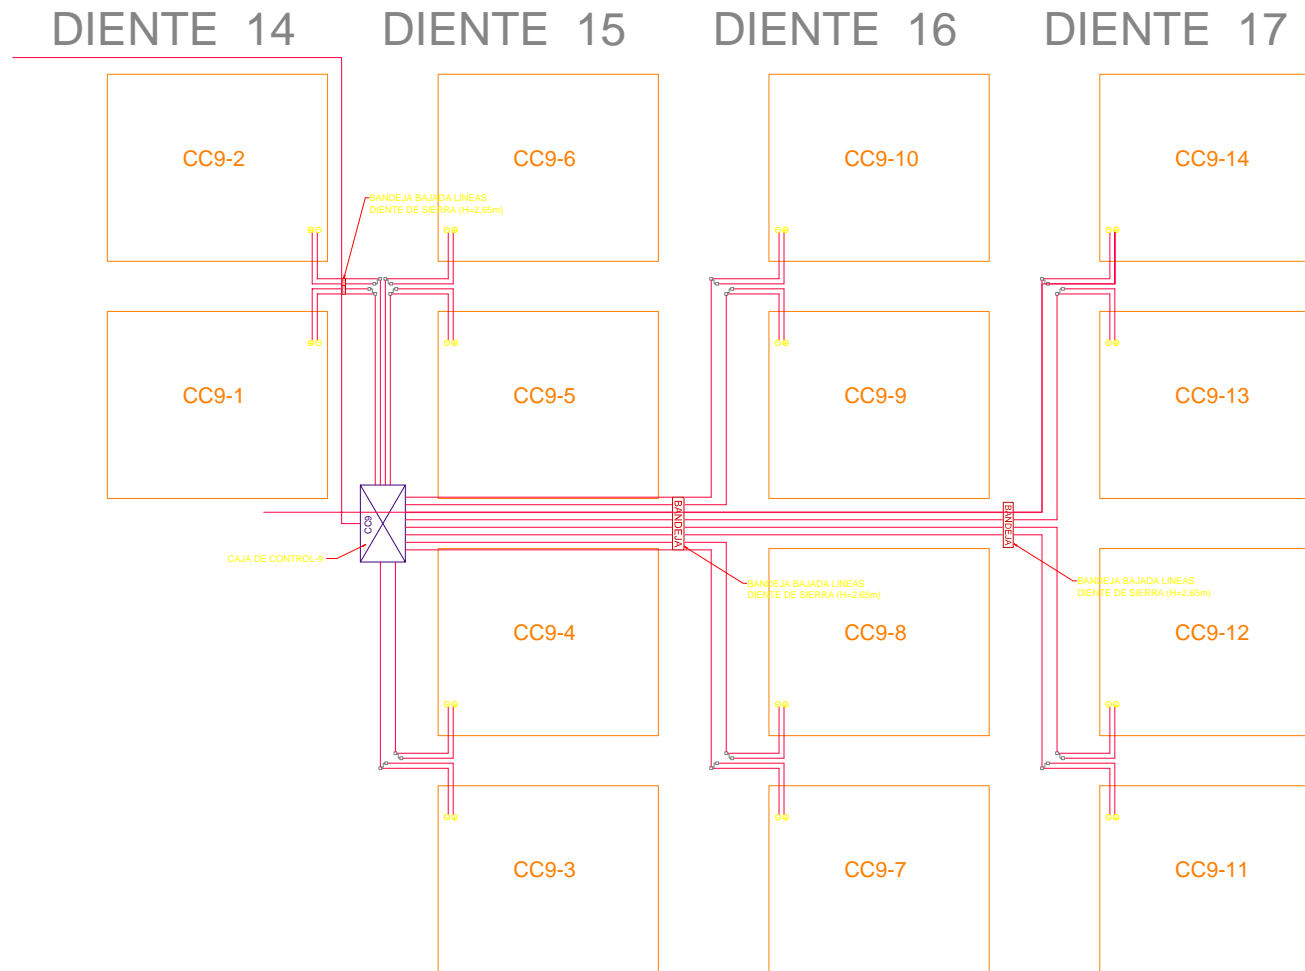 DIENTE 14
DIENTE 15
DIENTE 16
DIENTE 17
CC9-2
CC9-6
CC9-10
CC9-14
BANDEJA BAJADA LINEAS
DIENTE DE SIERRA (H=2,65m)
CC9-1
CC9-5
CC9-9
CC9-13
CC9
BANDEJA
BANDEJA
CAJA DE CONTROL-9
BANDEJA BAJADA LINEAS
DIENTE DE SIERRA (H=2,65m)
BANDEJA BAJADA LINEAS
DIENTE DE SIERRA (H=2,65m)
CC9-4
CC9-8
CC9-12
CC9-3
CC9-7
CC9-11